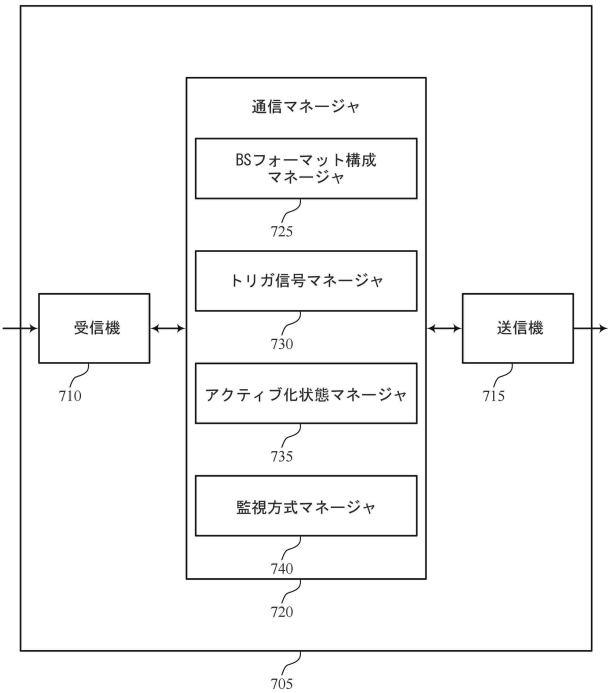 通信マネージャ
BSフォーマット構成
マネージャ
725
トリガ信号マネージャ
730
受信機
710
送信機
715
アクティブ化状態マネージャ
735
監視方式マネージャ
740
720
705